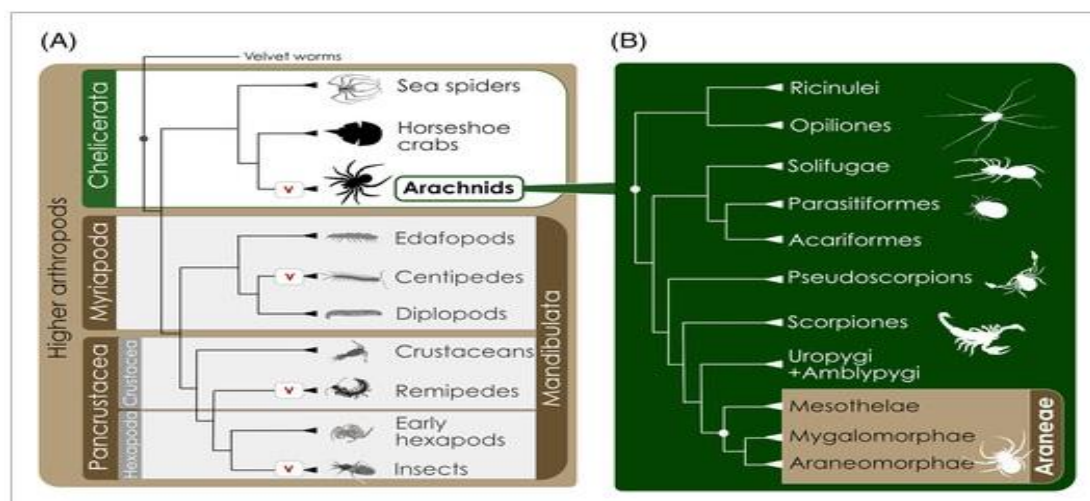 (A)
Velvet worms
Higher arthropods
Chelicerata
Sea spiders
Horseshoe
crabs
v
Arachnids
Myriapoda
Edafopods
v
Centipedes
Diplopods
Mandibulata
Pancrustacea
Crustacea
Crustaceans
v
Remipedes
Hexapoda
Early
hexapods
v
Insects
(B)
Ricinulei
Opiliones
Solifugae
Parasitiformes
Acariformes
Pseudoscorpions
Scorpiones
Uropygi
+Amblypygi
Mesothelae
Mygalomorphae
Araneomorphae
Araneae